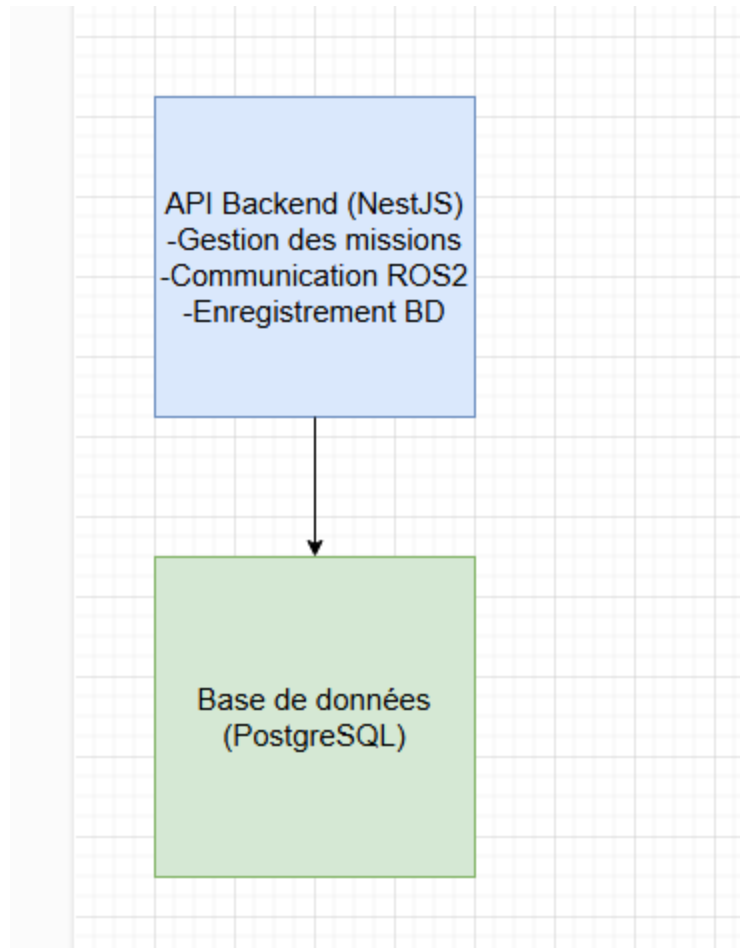 API Backend (NestJS)
-Gestion des missions
-Communication ROS2
-Enregistrement BD
Base de données
(PostgreSQL)